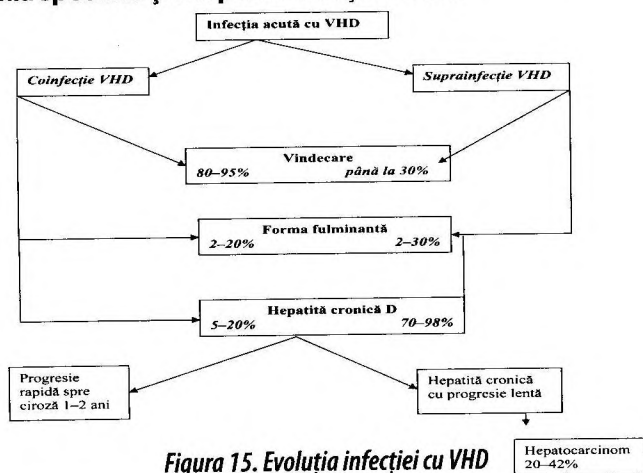 Infecția acută cu VHD
Coinfecție VHD
Suprainfecție VHD
Vindecare
80–95% până la 30%
Forma fulminantă
2–20% 2–30%
Hepatită cronică D
5–20% 70–98%
Progresie
rapidă spre
ciroză 1–2 ani
Hepatită cronică
cu progresie lentă
Hepatocarcinom
20–42%
Figura 15. Evoluția infecției cu VHD